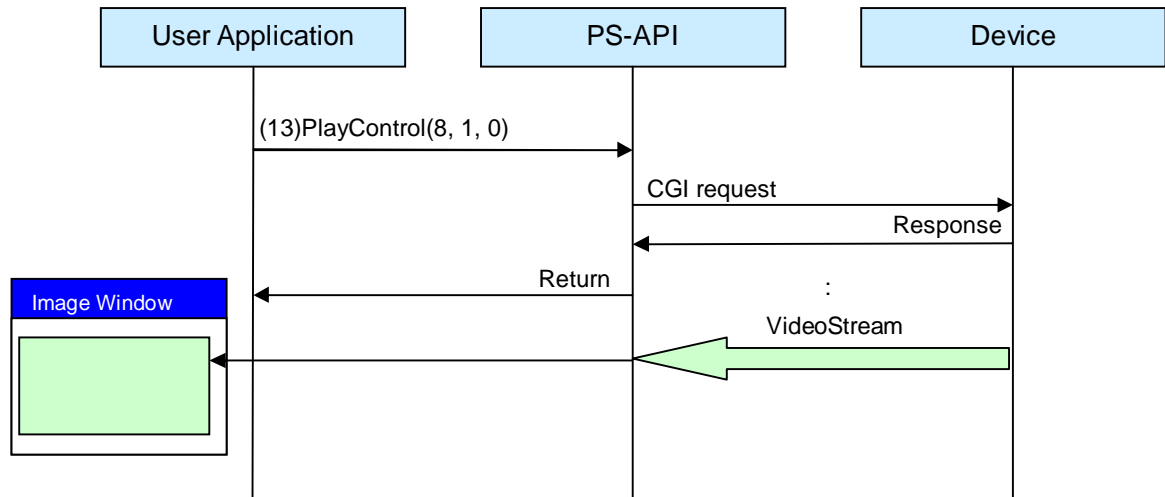 User Application
PS-API
Device
(13)PlayControl(8, 1, 0)
CGI request
Response
Return
:
Image Window
VideoStream